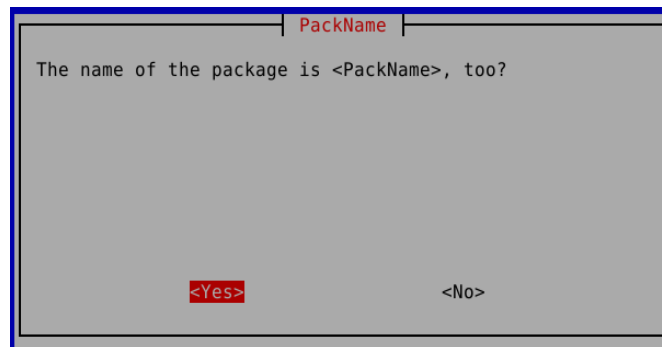 PackName
The name of the package is <PackName>, too?
<Yes> <No>